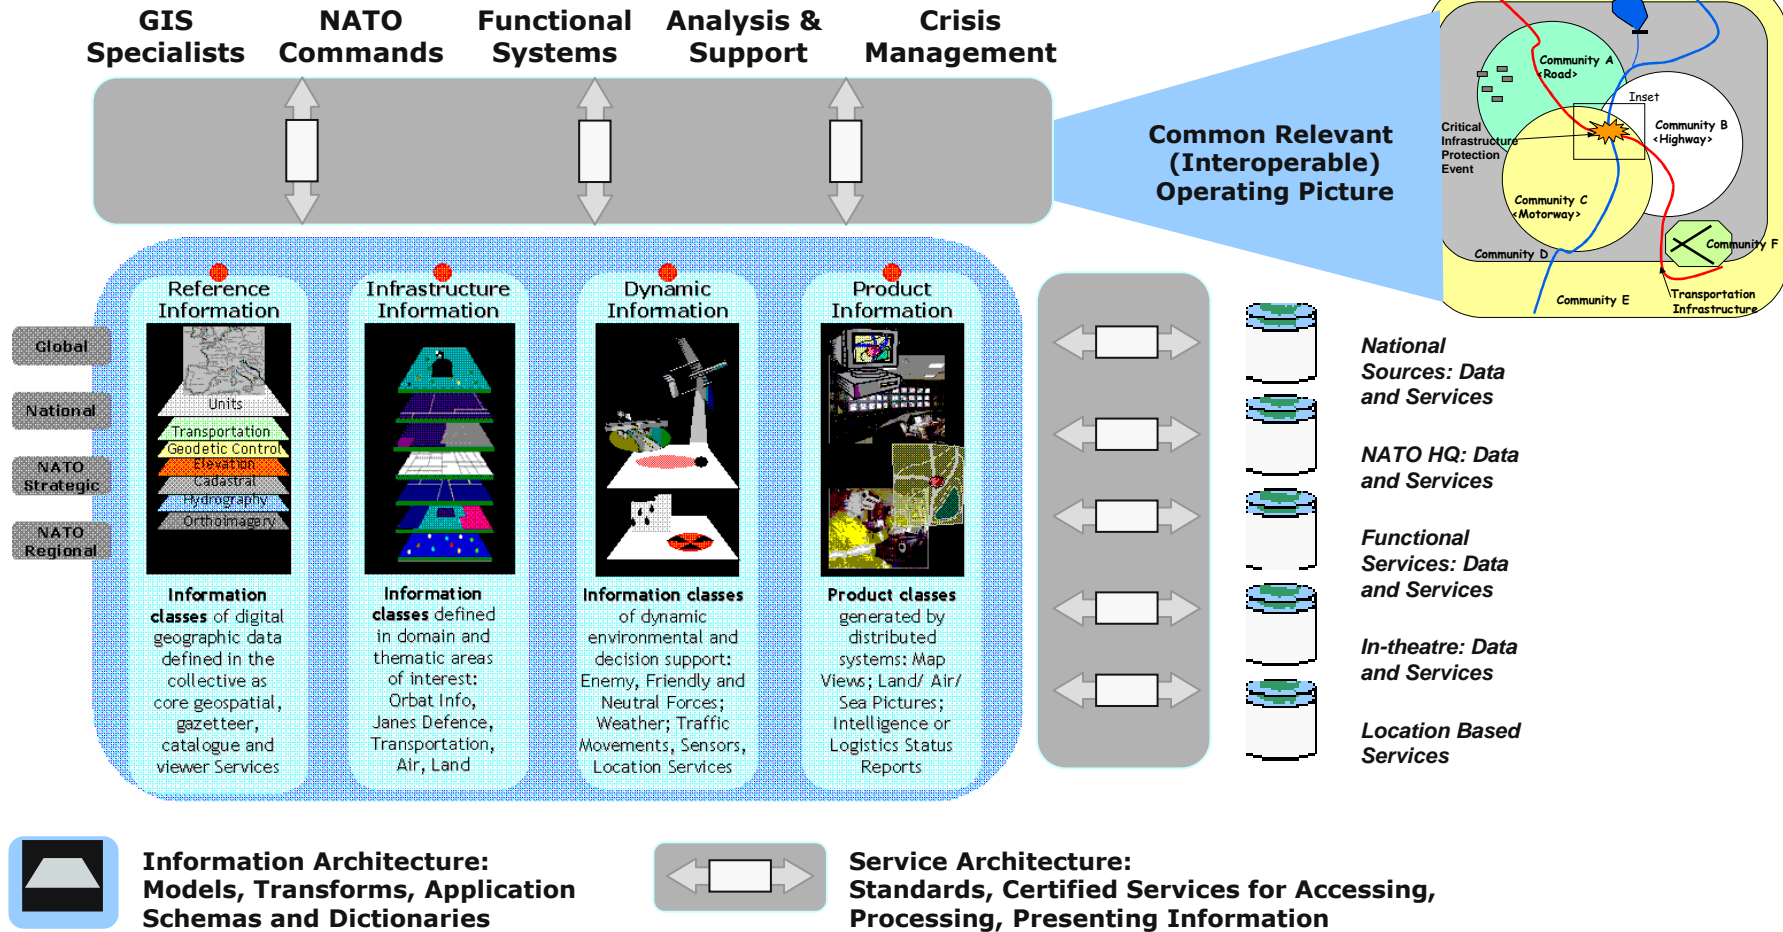 GIS
Specialists
NATO
Commands
Functional
Systems
Analysis &
Support
Crisis
Management
Common Relevant
(Interoperable)
Operating Picture
Community A
<Road>
Inset
Community B
<Highway>
Critical
Infrastructure
Protection
Event
Community C
<Motorway>
Community D
Community F
Community E
Transportation
Infrastructure
Global
National
NATO
Strategic
NATO
Regional
Reference
Information
Units
Transportation
Geodetic Control
Elevation
Cadastral
Hydrography
Orthoimagery
Information
classes of digital
geographic data
defined in the
collective as
core geospatial,
gazetteer,
catalogue and
viewer Services
Infrastructure
Information
Information
classes defined
in domain and
thematic areas
of interest:
Orbat Info,
Janes Defence,
Transportation,
Air, Land
Dynamic
Information
Information classes
of dynamic
environmental and
decision support:
Enemy, Friendly and
Neutral Forces;
Weather; Traffic
Movements, Sensors,
Location Services
Product
Information
Product classes
generated by
distributed
systems: Map
Views; Land/ Air/
Sea Pictures;
Intelligence or
Logistics Status
Reports
National
Sources: Data
and Services
NATO HQ: Data
and Services
Functional
Services: Data
and Services
In-theatre: Data
and Services
Location Based
Services
Information Architecture:
Models, Transforms, Application
Schemas and Dictionaries
Service Architecture:
Standards, Certified Services for Accessing,
Processing, Presenting Information